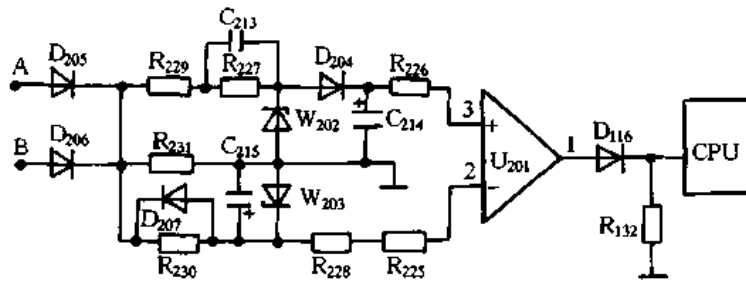 C213
D205
A
R229
R227
D204
R226
W202
C214
3
+
D206
B
R231
C215
U201
1
D116
CPU
2
−
D207
W203
R230
R228
R225
R132
+
+